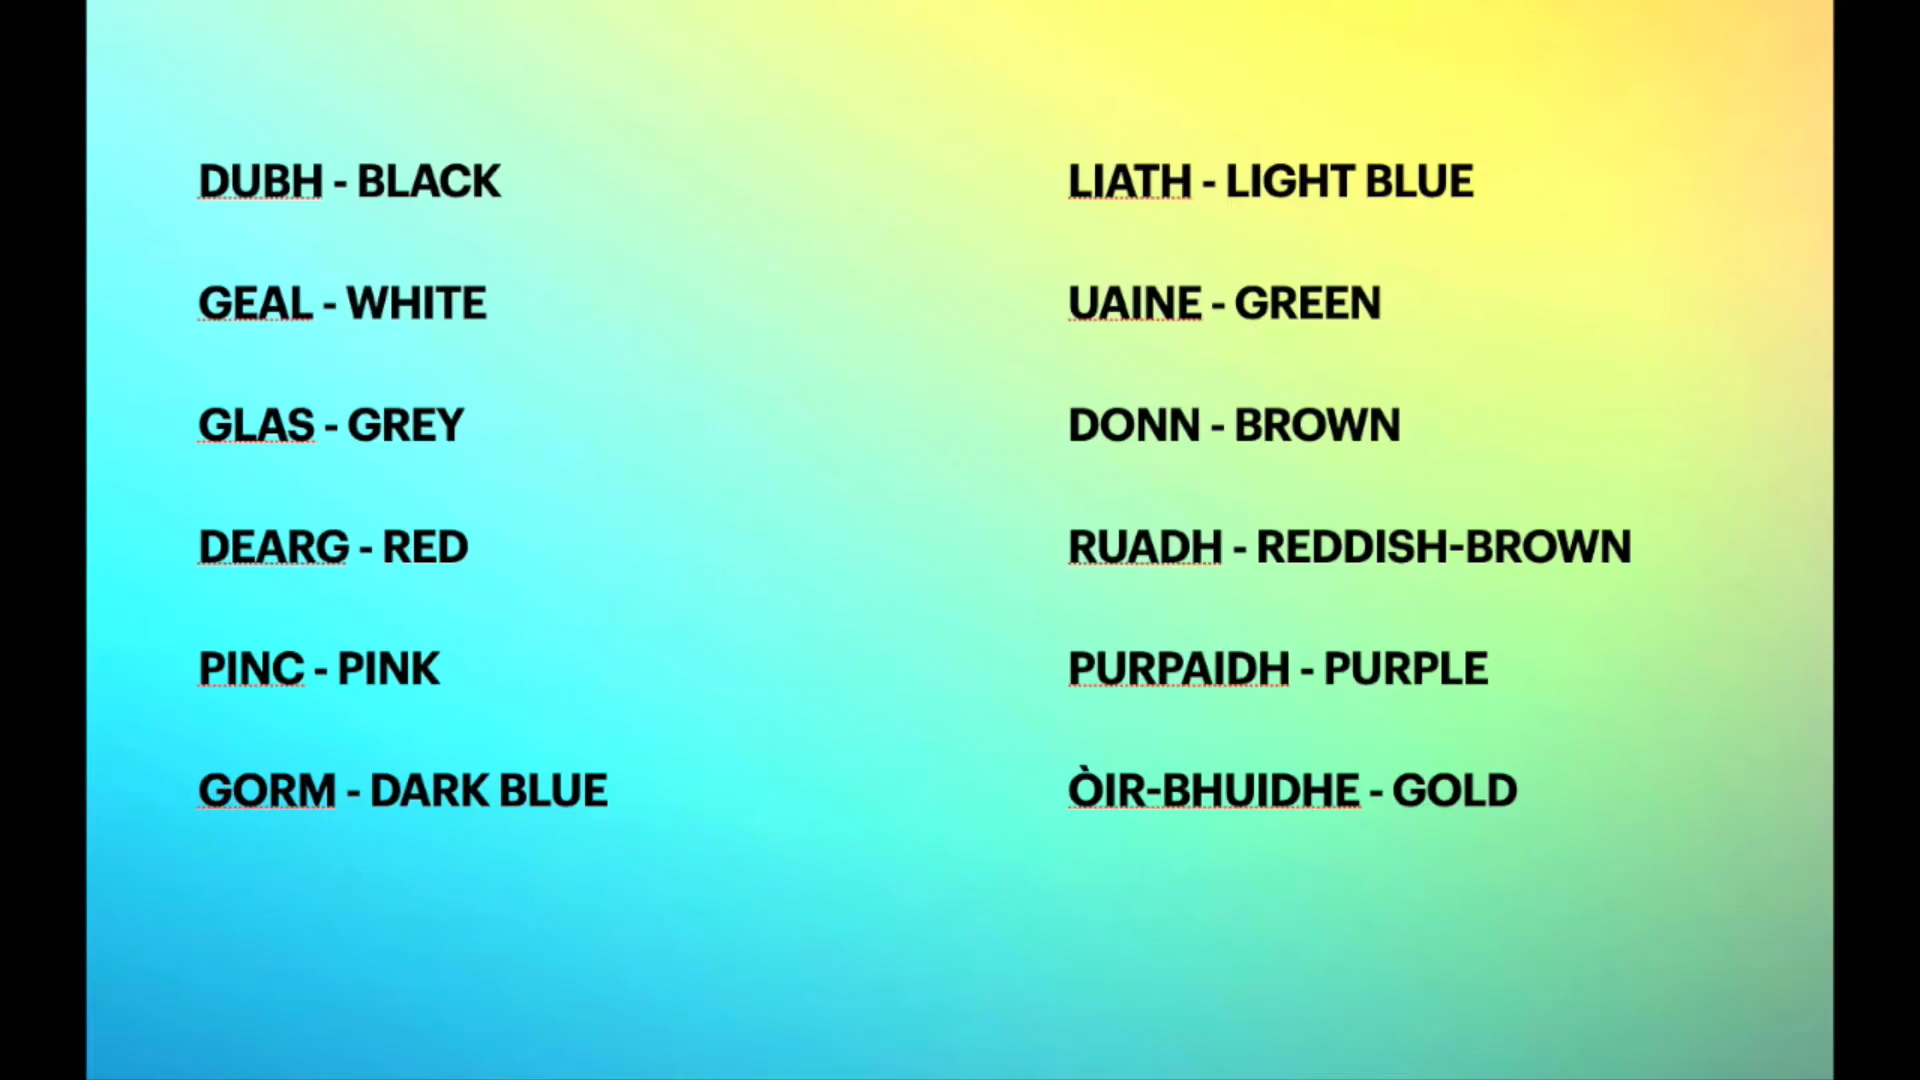 DUBH - BLACK
GEAL - WHITE
GLAS - GREY
DEARG - RED
PINC - PINK
GORM - DARK BLUE
LIATH - LIGHT BLUE
UAINE - GREEN
DONN - BROWN
RUADH - REDDISH-BROWN
PURPAIDH - PURPLE
ÒIR-BHUIDHE - GOLD